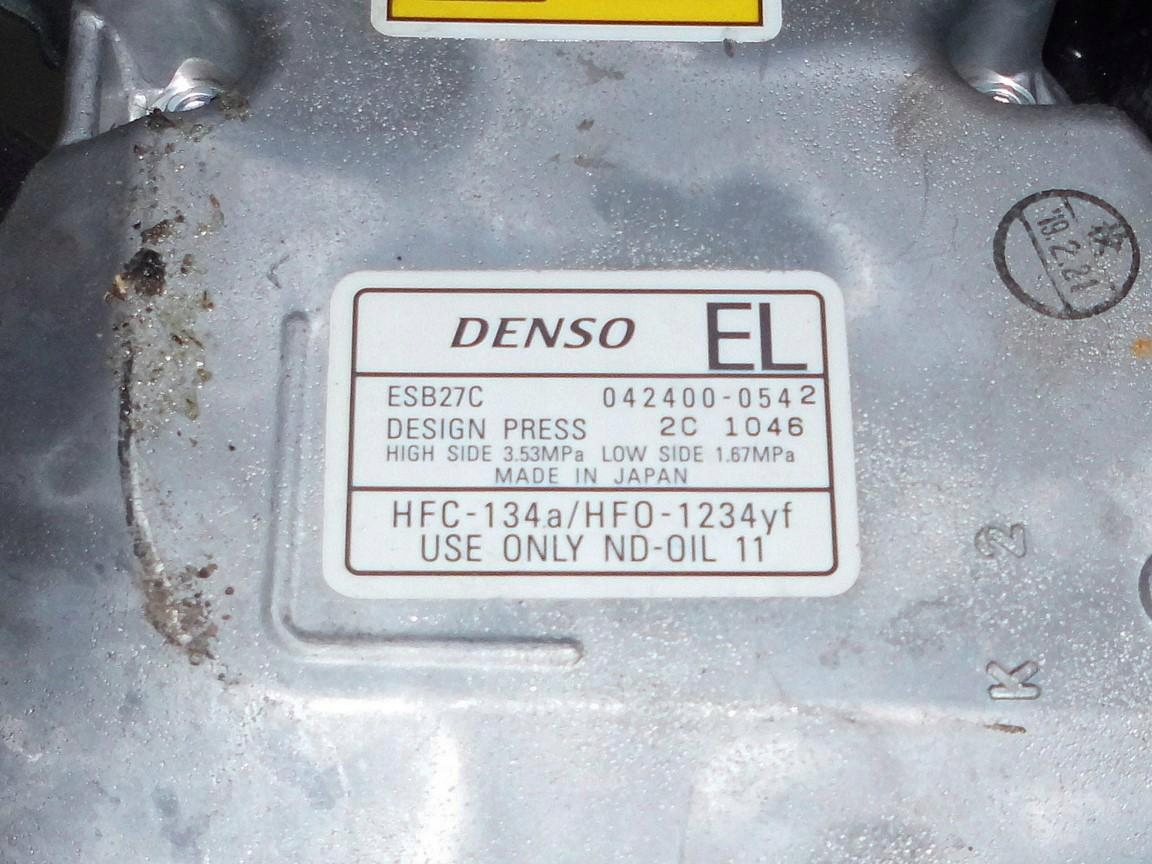 DENSO EL
ESB27C 042400-0542
DESIGN PRESS 2C 1046
HIGH SIDE 3.53MPa LOW SIDE 1.67MPa
MADE IN JAPAN
HFC-134a/HFO-1234yf
USE ONLY ND-OIL 11
'19.2.21
2
K